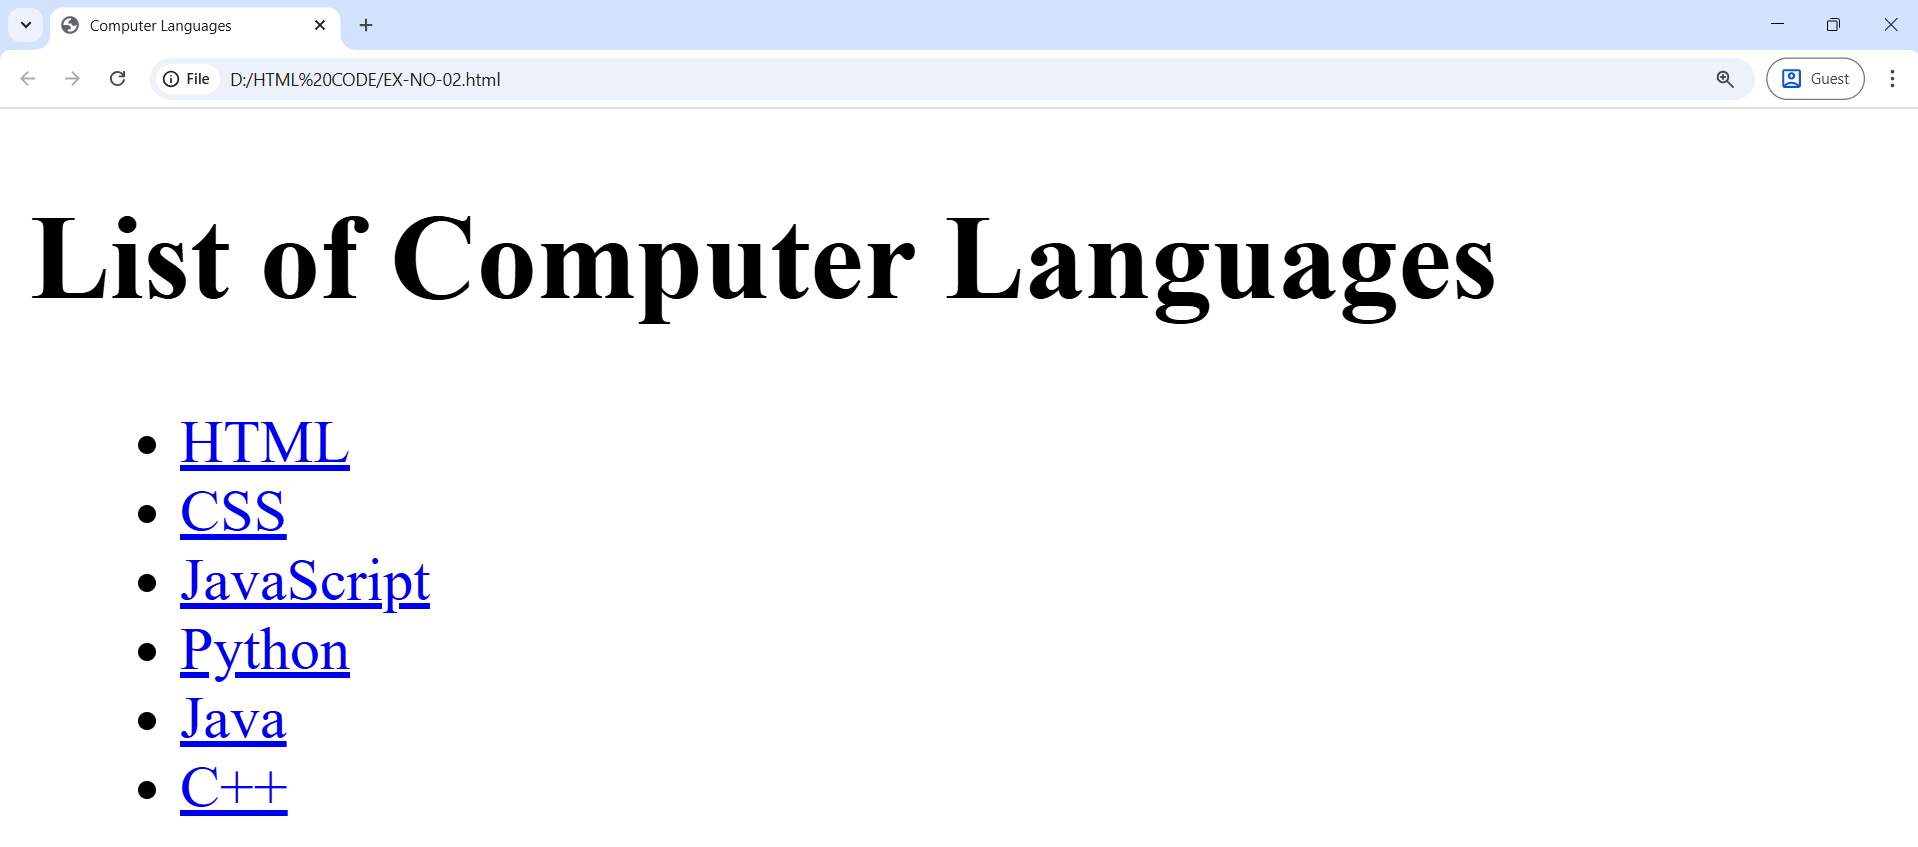 Computer Languages
File D:/HTML%20CODE/EX-NO-02.html Guest
List of Computer Languages
• HTML
• CSS
• JavaScript
• Python
• Java
• C++